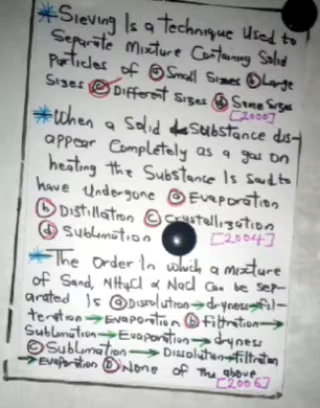 *Sieving Is a technique Used to
Separate Mixture Containing Solid
Particles of (a) Small Sizes (b) Large
Sizes (c) Different Sizes (d) Same Sizes
[2000]
*When a Solid Substance dis-
appear Completely as a gas on
heating the Substance Is Said to
have Undergone (a) Evaporation
(b) Distillation (c) Crystallization
(d) Sublimation [2004]
*The order In which a mixture
of Sand, NH4Cl & NaCl Can be Sep-
arated Is (a) Dissolution→dryness→fil-
tration→Evaporation (b) filtration→
Sublimation→Evaporation→dryness
(c) Sublimation→Dissolution→filtration
→Evaporation (D) None of the above
[2006]